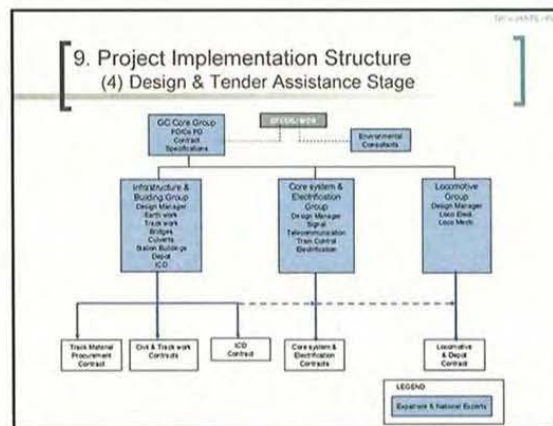 9. Project Implementation Structure
(4) Design & Tender Assistance Stage
GC Core Group
Contract
Specifications
Environmental
Consultants
Infrastructure &
Building Group
Design Manager
Earth work
Track work
Bridges
Culverts
Station Buildings
Depot
ICD
Core system &
Electrification
Group
Design Manager
Signal
Telecommunication
Train Control
Electrification
Locomotive
Group
Design Manager
Loco Elect.
Loco Mech.
Track Material
Procurement
Contract
Civil & Track work
Contracts
ICD
Contract
Core system &
Electrification
Contracts
Locomotive
& Depot
Contract
LEGEND
Expatriate & National Experts